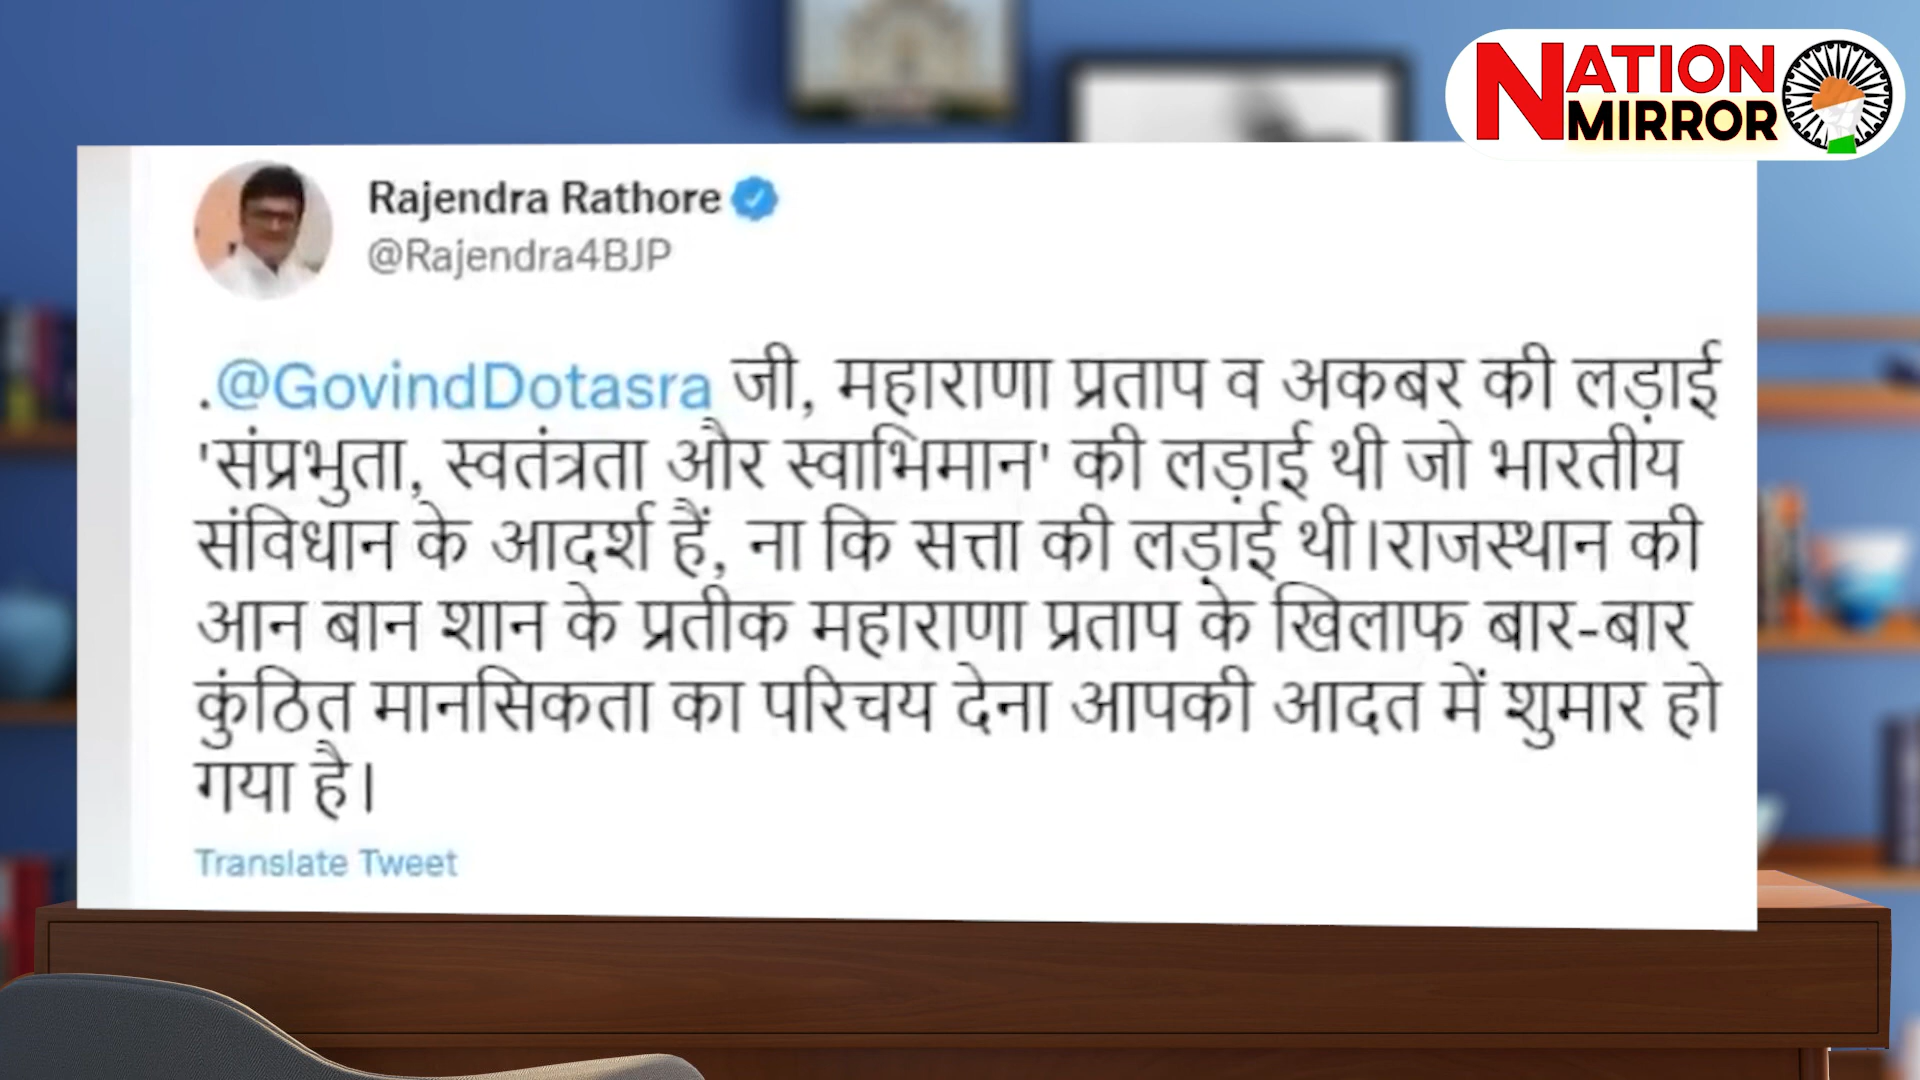 NATION
MIRROR
Rajendra Rathore
@Rajendra4BJP
.@GovindDotasra जी, महाराणा प्रताप व अकबर की लड़ाई
'संप्रभुता, स्वतंत्रता और स्वाभिमान' की लड़ाई थी जो भारतीय
संविधान के आदर्श हैं, ना कि सत्ता की लड़ाई थी।राजस्थान की
आन बान शान के प्रतीक महाराणा प्रताप के खिलाफ बार-बार
कुंठित मानसिकता का परिचय देना आपकी आदत में शुमार हो
गया है।
Translate Tweet